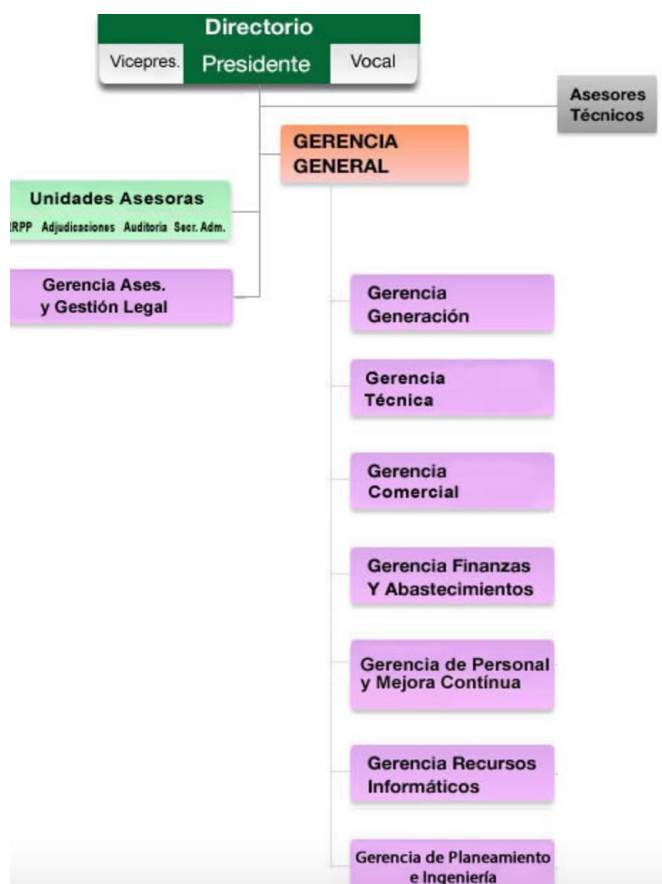 Directorio
Vicepres. Presidente Vocal
Asesores
Técnicos
GERENCIA
GENERAL
Unidades Asesoras
RRPP Adjudicaciones Auditoria Secr. Adm.
Gerencia Ases.
y Gestión Legal
Gerencia
Generación
Gerencia
Técnica
Gerencia
Comercial
Gerencia Finanzas
Y Abastecimientos
Gerencia de Personal
y Mejora Contínua
Gerencia Recursos
Informáticos
Gerencia de Planeamiento
e Ingeniería